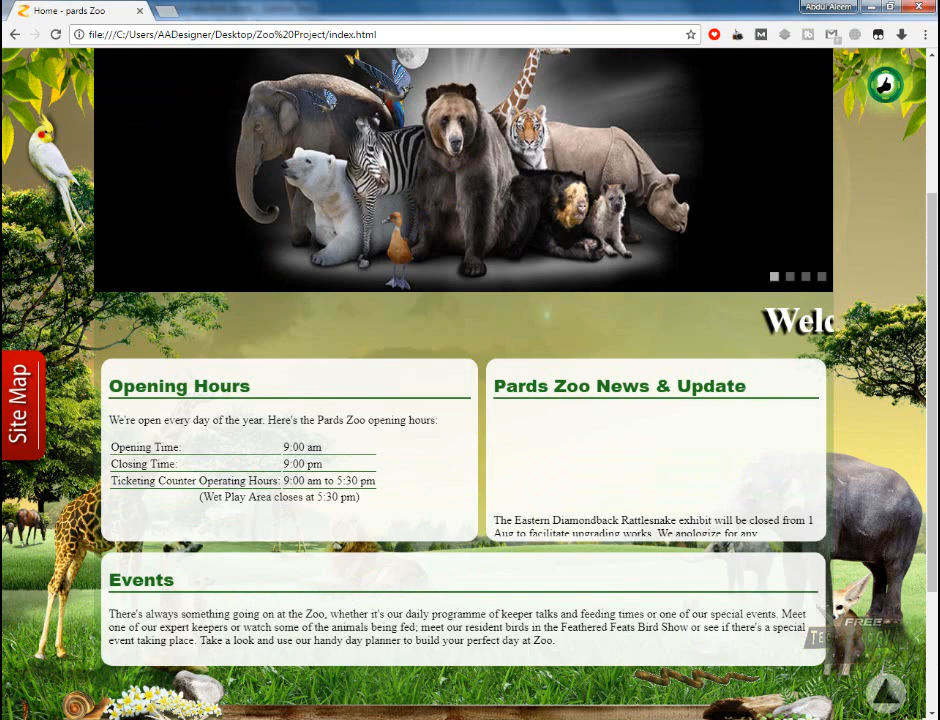 Home - pards Zoo
Abdul Aleem
file:///C:/Users/AADesigner/Desktop/Zoo%20Project/index.html
Welc
Site Map
Opening Hours
We're open every day of the year. Here's the Pards Zoo opening hours:
Opening Time: 9:00 am
Closing Time: 9:00 pm
Ticketing Counter Operating Hours: 9:00 am to 5:30 pm
(Wet Play Area closes at 5:30 pm)
Pards Zoo News & Update
The Eastern Diamondback Rattlesnake exhibit will be closed from 1
Aug to facilitate upgrading works. We apologize for any
Events
There's always something going on at the Zoo, whether it's our daily programme of keeper talks and feeding times or one of our special events. Meet
one of our expert keepers or watch some of the animals being fed; meet our resident birds in the Feathered Feats Bird Show or see if there's a special
event taking place. Take a look and use our handy day planner to build your perfect day at Zoo.
FREE